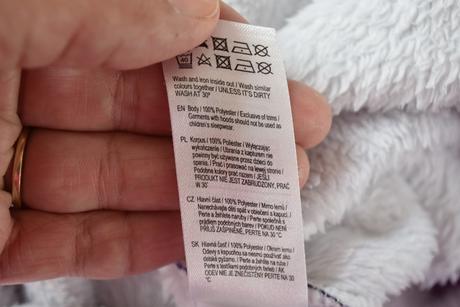 40
Wash and iron inside out / Wash similar
colours together / UNLESS IT'S DIRTY
WASH AT 30°
EN Body / 100% Polyester / Exclusive of trims /
Garments with hoods should not be used as
children's sleepwear.
PL Korpus / 100% Poliester / Wyłączając
wykończenie / Ubrania z kapturem nie
powinny być używane przez dzieci do
spania. / Prać i prasować na lewej stronie /
Podobne kolory prać razem / JEŚLI
PRODUKT NIE JEST ZABRUDZONY, PRAĆ
W 30°
CZ Hlavní část / 100% Polyester / Mimo lemů /
Nenechávejte děti spát v oblečení s kapucí. /
Perte a žehlete naruby / Perte společně s
prádlem podobných barev / POKUD NENÍ
PŘÍLIŠ ZAŠPINĚNÉ, PERTE NA 30 °C
SK Hlavná časť / 100% Polyester / Okrem lemu /
Odevy s kapucňou sa nesmú používať ako
detské pyžamo. / Perte a žehlite na rube /
Perte s textíliami podobných farieb / AK
ODEV NIE JE ZNEČISTENÝ, PERTE NA 30
°C